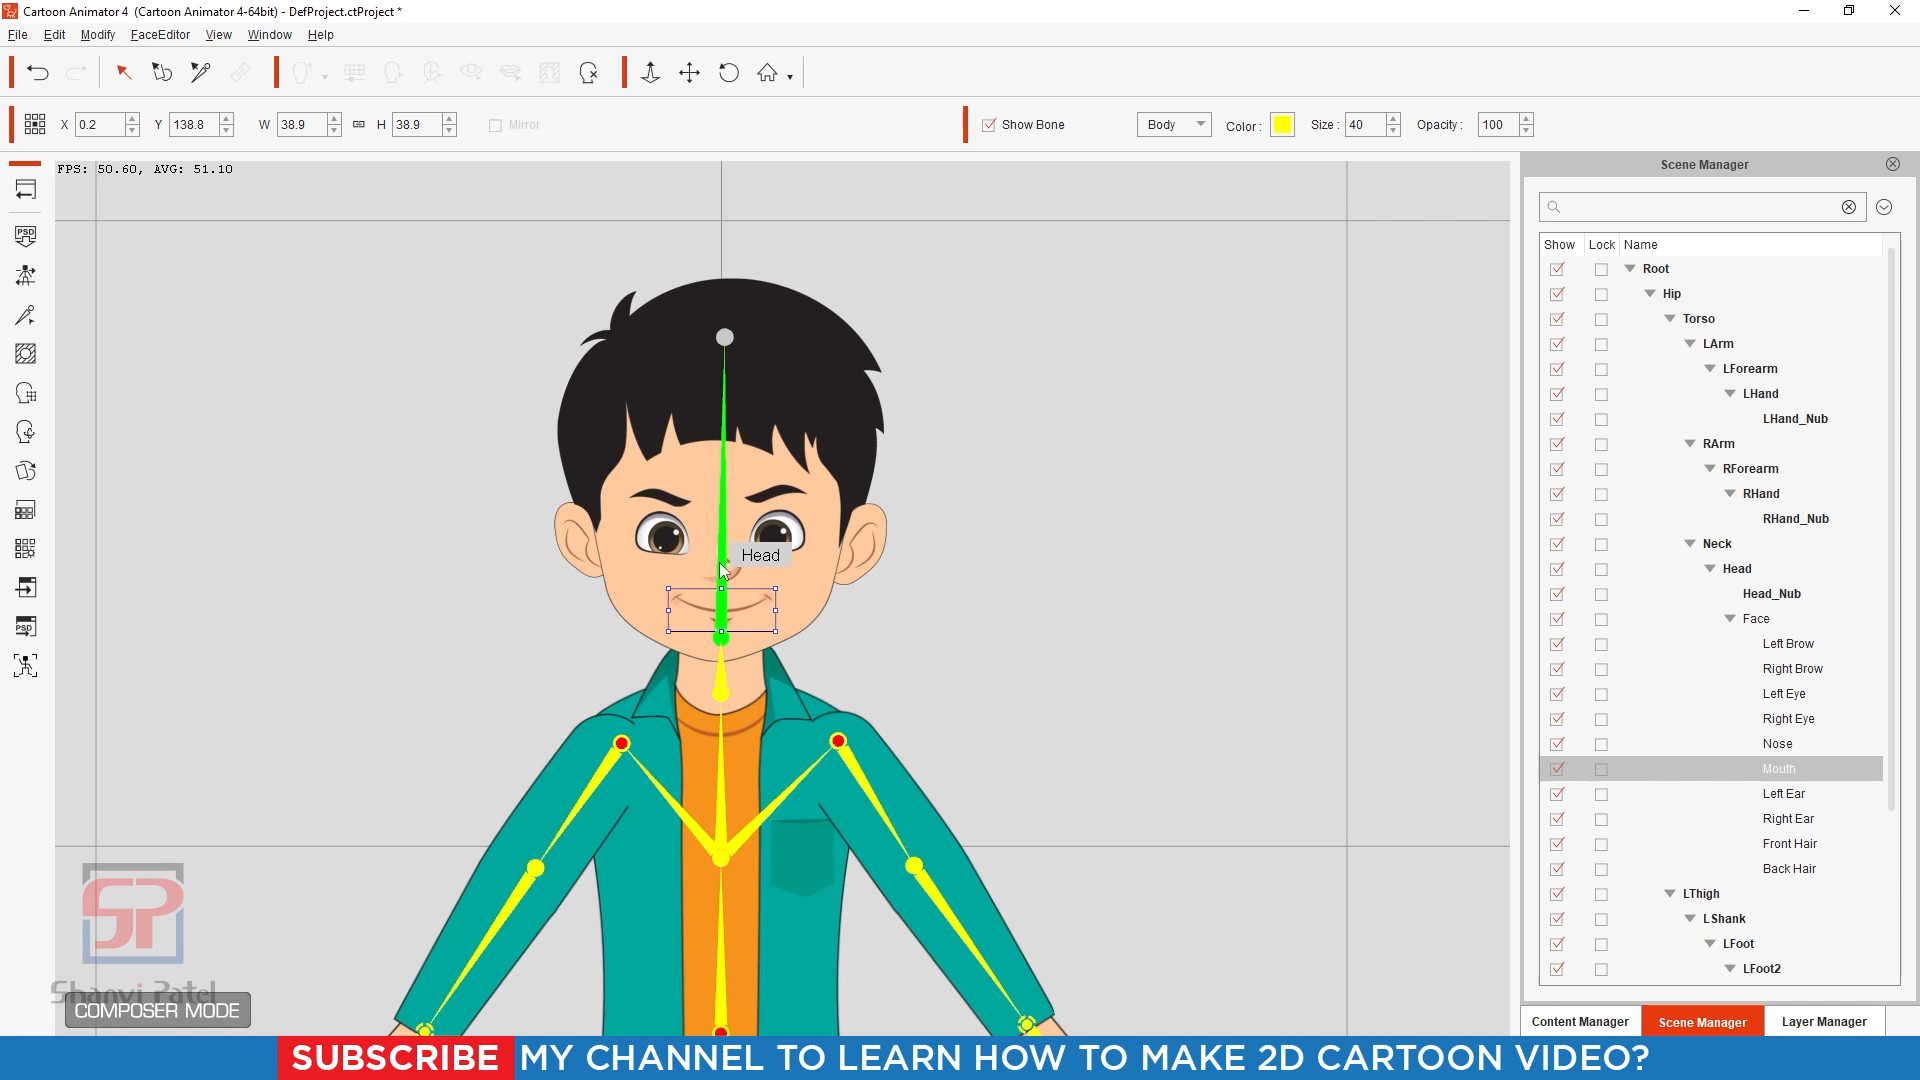 Cartoon Animator 4 (Cartoon Animator 4-64bit) - DefProject.ctProject *
File Edit Modify FaceEditor View Window Help
X 0.2 Y 138.8 W 38.9 H 38.9 Mirror Show Bone Body Color : Size : 40 Opacity : 100
FPS: 50.60, AVG: 51.10
Scene Manager
Show Lock Name
Root
Hip
Torso
LArm
LForearm
LHand
LHand_Nub
RArm
RForearm
RHand
RHand_Nub
Neck
Head
Head_Nub
Face
Left Brow
Right Brow
Left Eye
Right Eye
Nose
Mouth
Left Ear
Right Ear
Front Hair
Back Hair
LThigh
LShank
LFoot
LFoot2
PSD
PSD
Head
SP
Shanvi Patel
COMPOSER MODE
Content Manager Scene Manager Layer Manager
SUBSCRIBE MY CHANNEL TO LEARN HOW TO MAKE 2D CARTOON VIDEO?